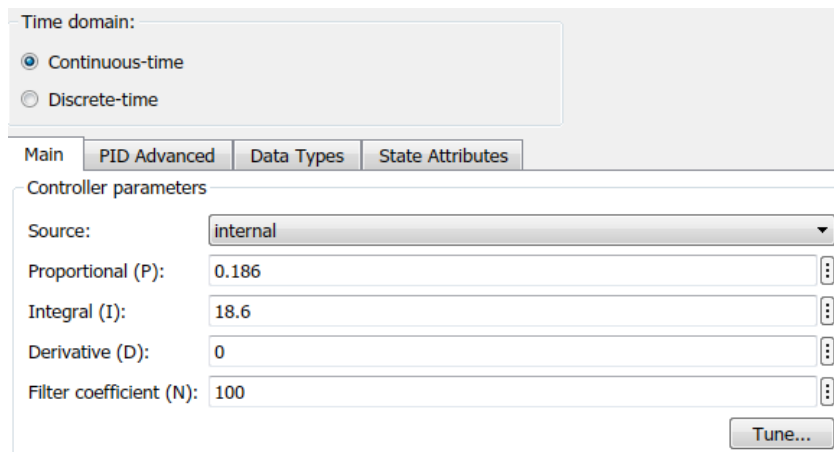 Time domain:
Continuous-time
Discrete-time
Main PID Advanced Data Types State Attributes
Controller parameters
Source: internal
Proportional (P): 0.186
Integral (I): 18.6
Derivative (D): 0
Filter coefficient (N): 100
Tune...